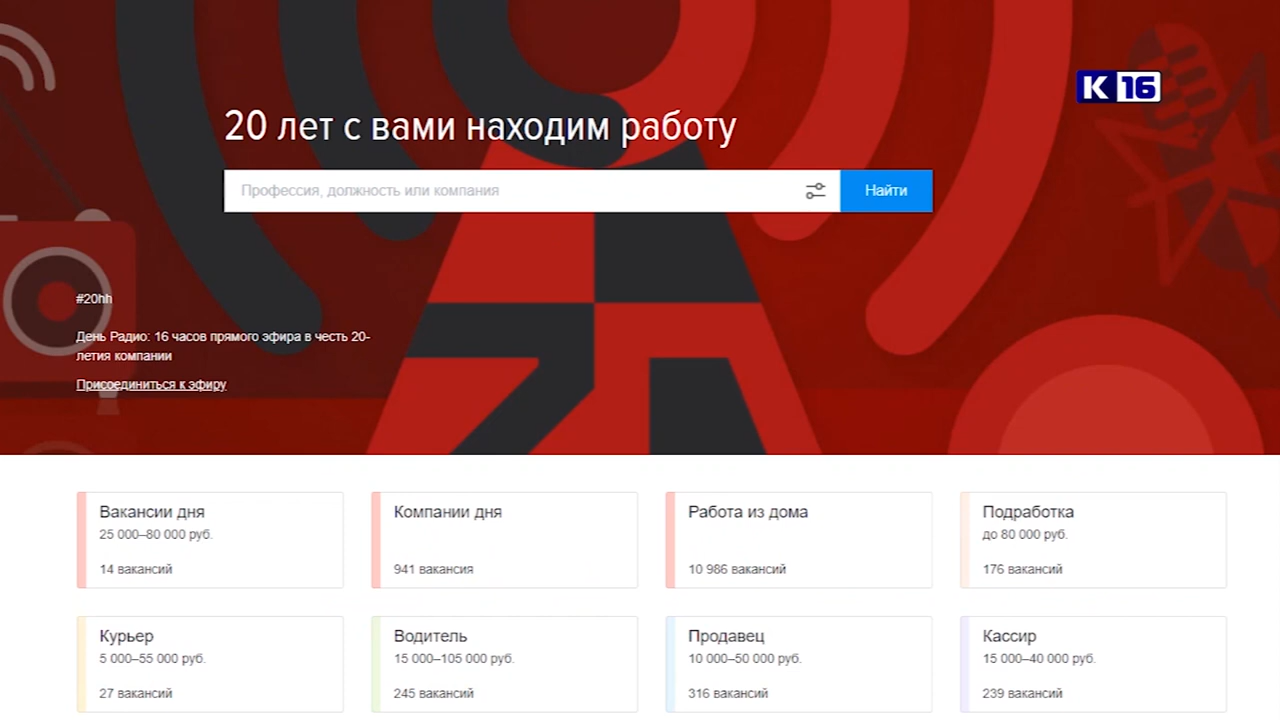 К 16
20 лет с вами находим работу
Профессия, должность или компания
Найти
#20hh
День Радио: 16 часов прямого эфира в честь 20-
летия компании
Присоединиться к эфиру
Вакансии дня
25 000–80 000 руб.
14 вакансий
Компании дня
941 вакансия
Работа из дома
10 986 вакансий
Подработка
до 80 000 руб.
176 вакансий
Курьер
5 000–55 000 руб.
27 вакансий
Водитель
15 000–105 000 руб.
245 вакансий
Продавец
10 000–50 000 руб.
316 вакансий
Кассир
15 000–40 000 руб.
239 вакансий